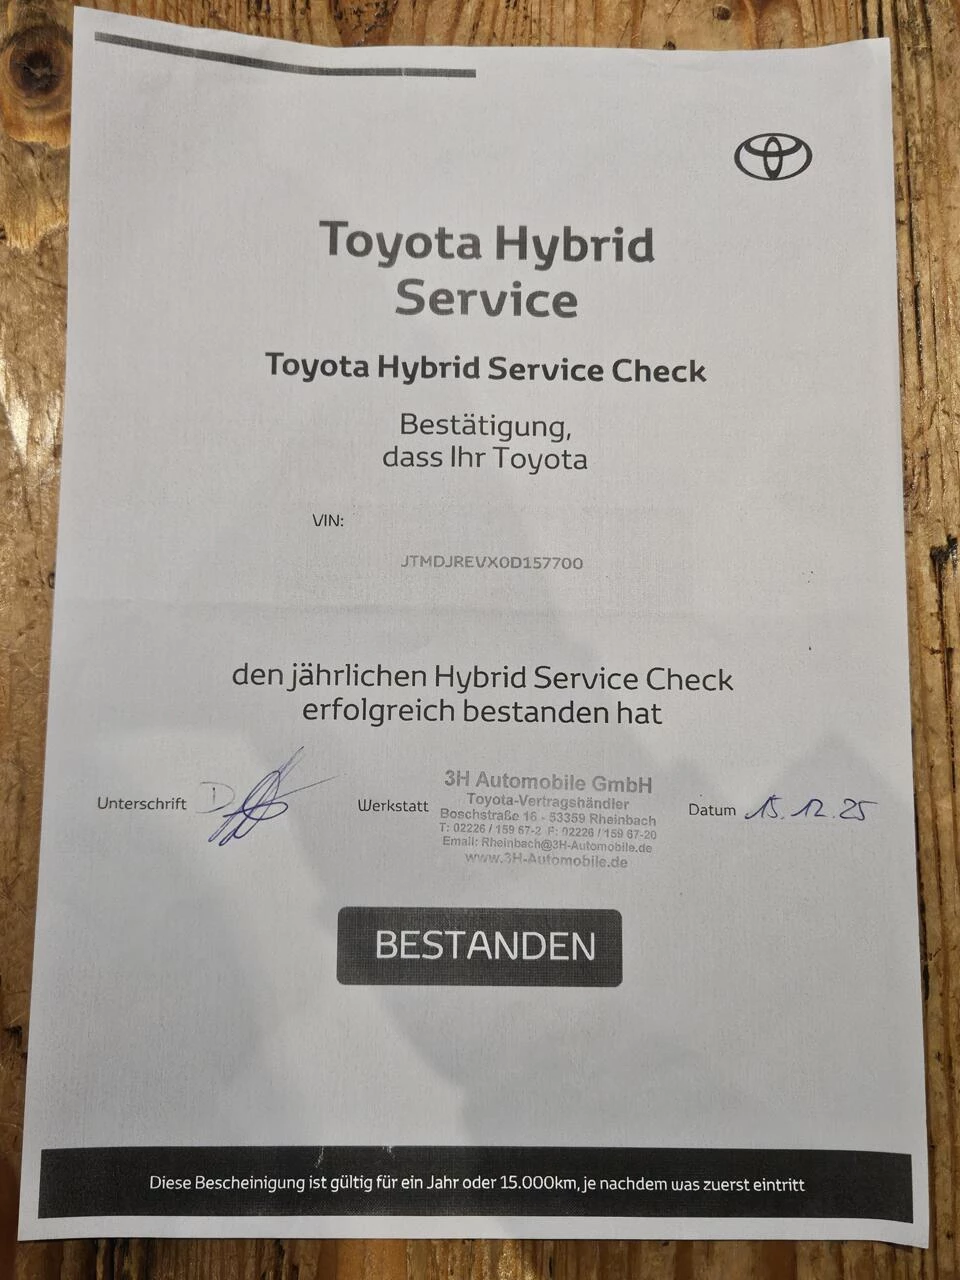 Toyota Hybrid
Service
Toyota Hybrid Service Check
Bestätigung,
dass Ihr Toyota
VIN:
JTMDJREVX0D157700
den jährlichen Hybrid Service Check
erfolgreich bestanden hat
Unterschrift
Werkstatt
3H Automobile GmbH
Toyota-Vertragshändler
Boschstraße 16 - 53359 Rheinbach
T: 02226 / 159 67-2 F: 02226 / 159 67-20
Email: Rheinbach@3H-Automobile.de
www.3H-Automobile.de
Datum 15.12.25
BESTANDEN
Diese Bescheinigung ist gültig für ein Jahr oder 15.000km, je nachdem was zuerst eintritt